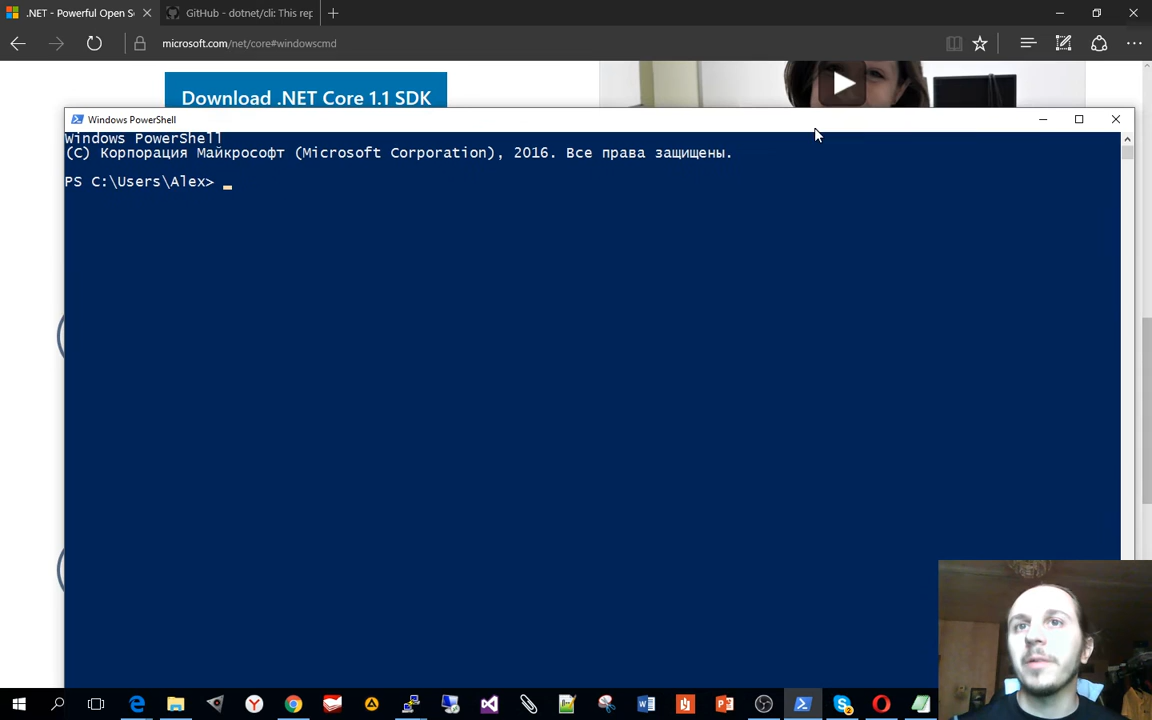 .NET - Powerful Open S
GitHub - dotnet/cli: This rep
microsoft.com/net/core#windowscmd
Download .NET Core 1.1 SDK
Windows PowerShell
Windows PowerShell
(C) Корпорация Майкрософт (Microsoft Corporation), 2016. Все права защищены.
PS C:\Users\Alex>